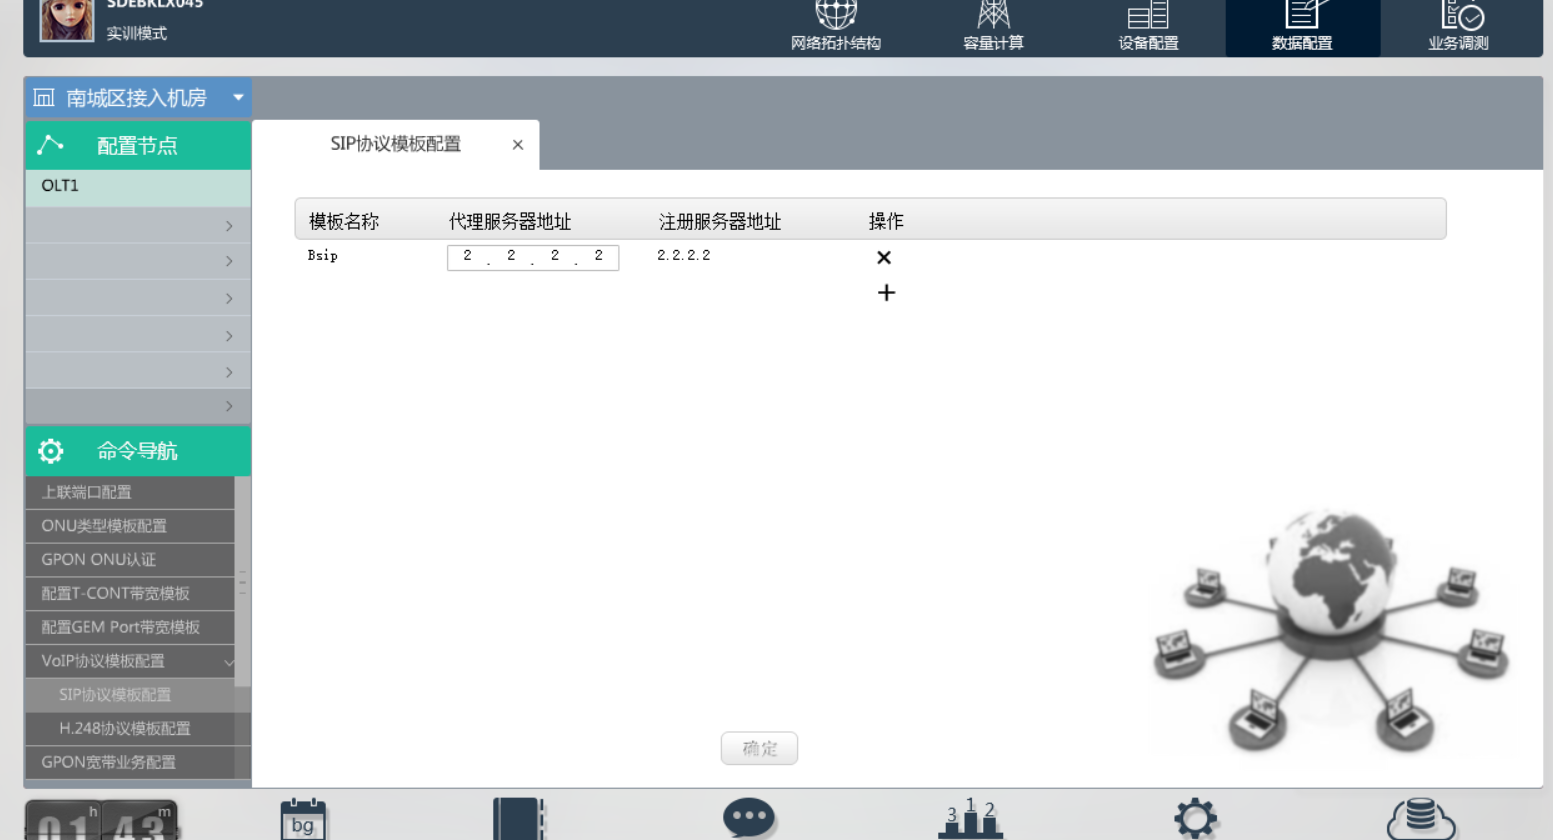 SDEBKLX045
实训模式
网络拓扑结构
容量计算
设备配置
数据配置
业务调测
南城区接入机房
配置节点
SIP协议模板配置 ×
OLT1
模板名称 代理服务器地址 注册服务器地址 操作
Bsip 2 . 2 . 2 . 2 2.2.2.2 ×
+
命令导航
上联端口配置
ONU类型模板配置
GPON ONU认证
配置T-CONT带宽模板
配置GEM Port带宽模板
VoIP协议模板配置
SIP协议模板配置
H.248协议模板配置
GPON宽带业务配置
确定
01 h 43 m
bg
3 1 2